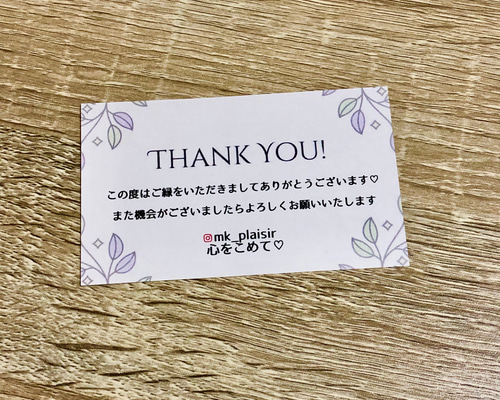 THANK YOU!
この度はご縁をいただきましてありがとうございます♡
また機会がございましたらよろしくお願いいたします
mk_plaisir
心をこめて♡